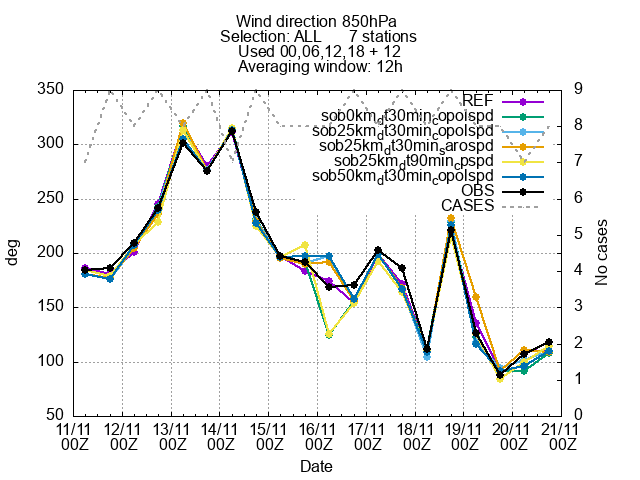 Wind direction 850hPa
Selection: ALL 7 stations
Used 00,06,12,18 + 12
Averaging window: 12h
350
300
250
200
150
100
50
deg
9
8
7
6
5
4
3
2
1
0
No cases
REF
sob0km_dt30min_copolspd
sob25km_dt30min_copolspd
sob25km_dt30min_sarospd
sob25km_dt90min_cpspd
sob50km_dt30min_copolspd
OBS
CASES
11/11 12/11 13/11 14/11 15/11 16/11 17/11 18/11 19/11 20/11 21/11
00Z 00Z 00Z 00Z 00Z 00Z 00Z 00Z 00Z 00Z 00Z
Date